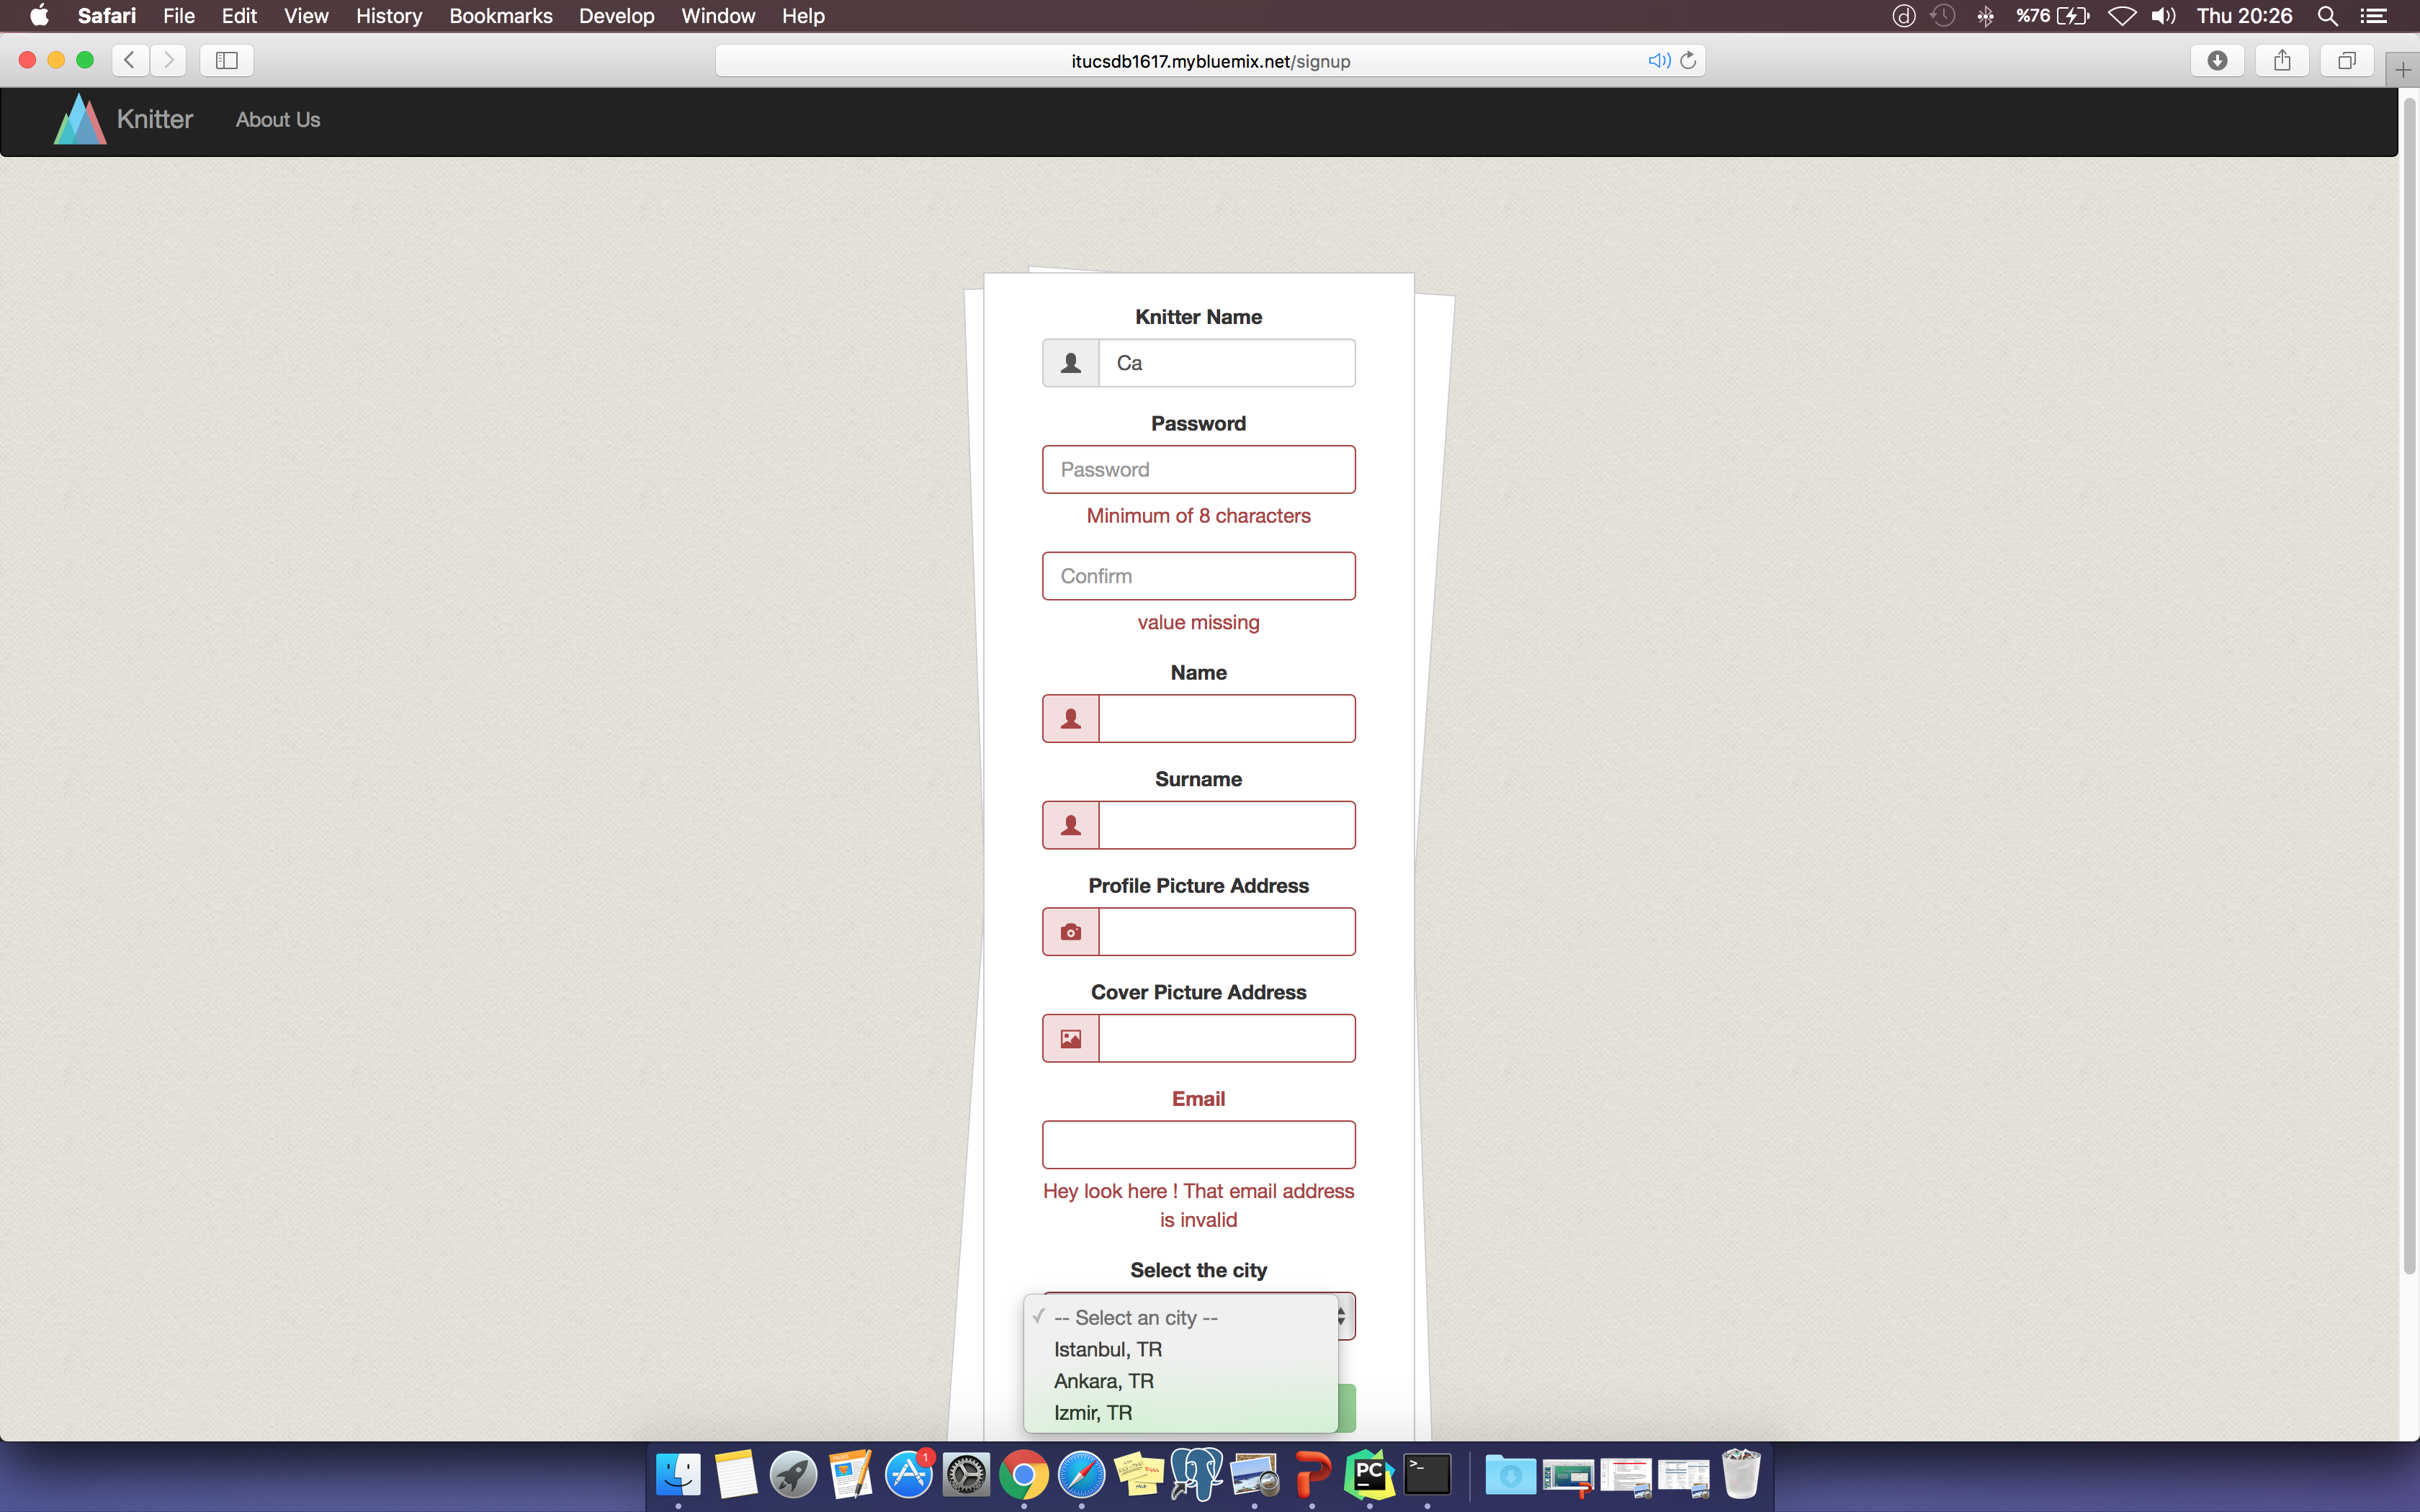 Safari File Edit View History Bookmarks Develop Window Help %76 Thu 20:26
itucsdb1617.mybluemix.net/signup
Knitter About Us
Knitter Name
Ca
Password
Password
Minimum of 8 characters
Confirm
value missing
Name
Surname
Profile Picture Address
Cover Picture Address
Email
Hey look here ! That email address
is invalid
Select the city
-- Select an city --
Istanbul, TR
Ankara, TR
Izmir, TR
1
PC